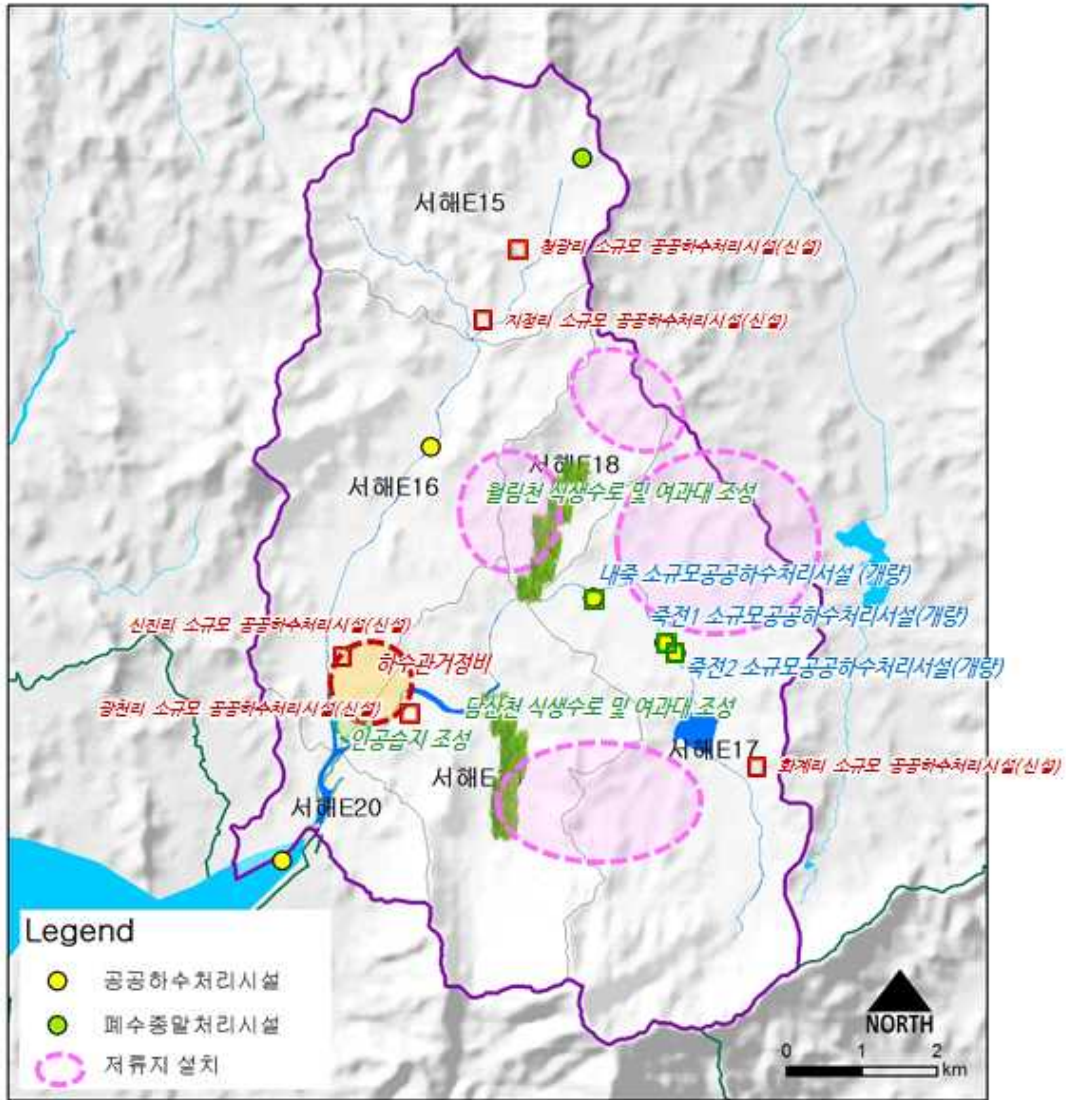 서해E15
청광리 소규모 공공하수처리시설(신설)
지정리 소규모 공공하수처리시설(신설)
서해E18
서해E16
월림천 식생수로 및 여과대 조성
내죽 소규모공공하수처리서설 (개량)
죽전1 소규모공공하수처리서설(개량)
신진리 소규모 공공하수처리시설(신설)
하수관거정비
죽전2 소규모공공하수처리서설(개량)
광천리 소규모 공공하수처리시설(신설)
담산천 식생수로 및 여과대 조성
인공습지 조성
서해E17
화계리 소규모 공공하수처리시설(신설)
서해E20
Legend
공공하수처리시설
폐수종말처리시설
저류지 설치
NORTH
0 1 2
km